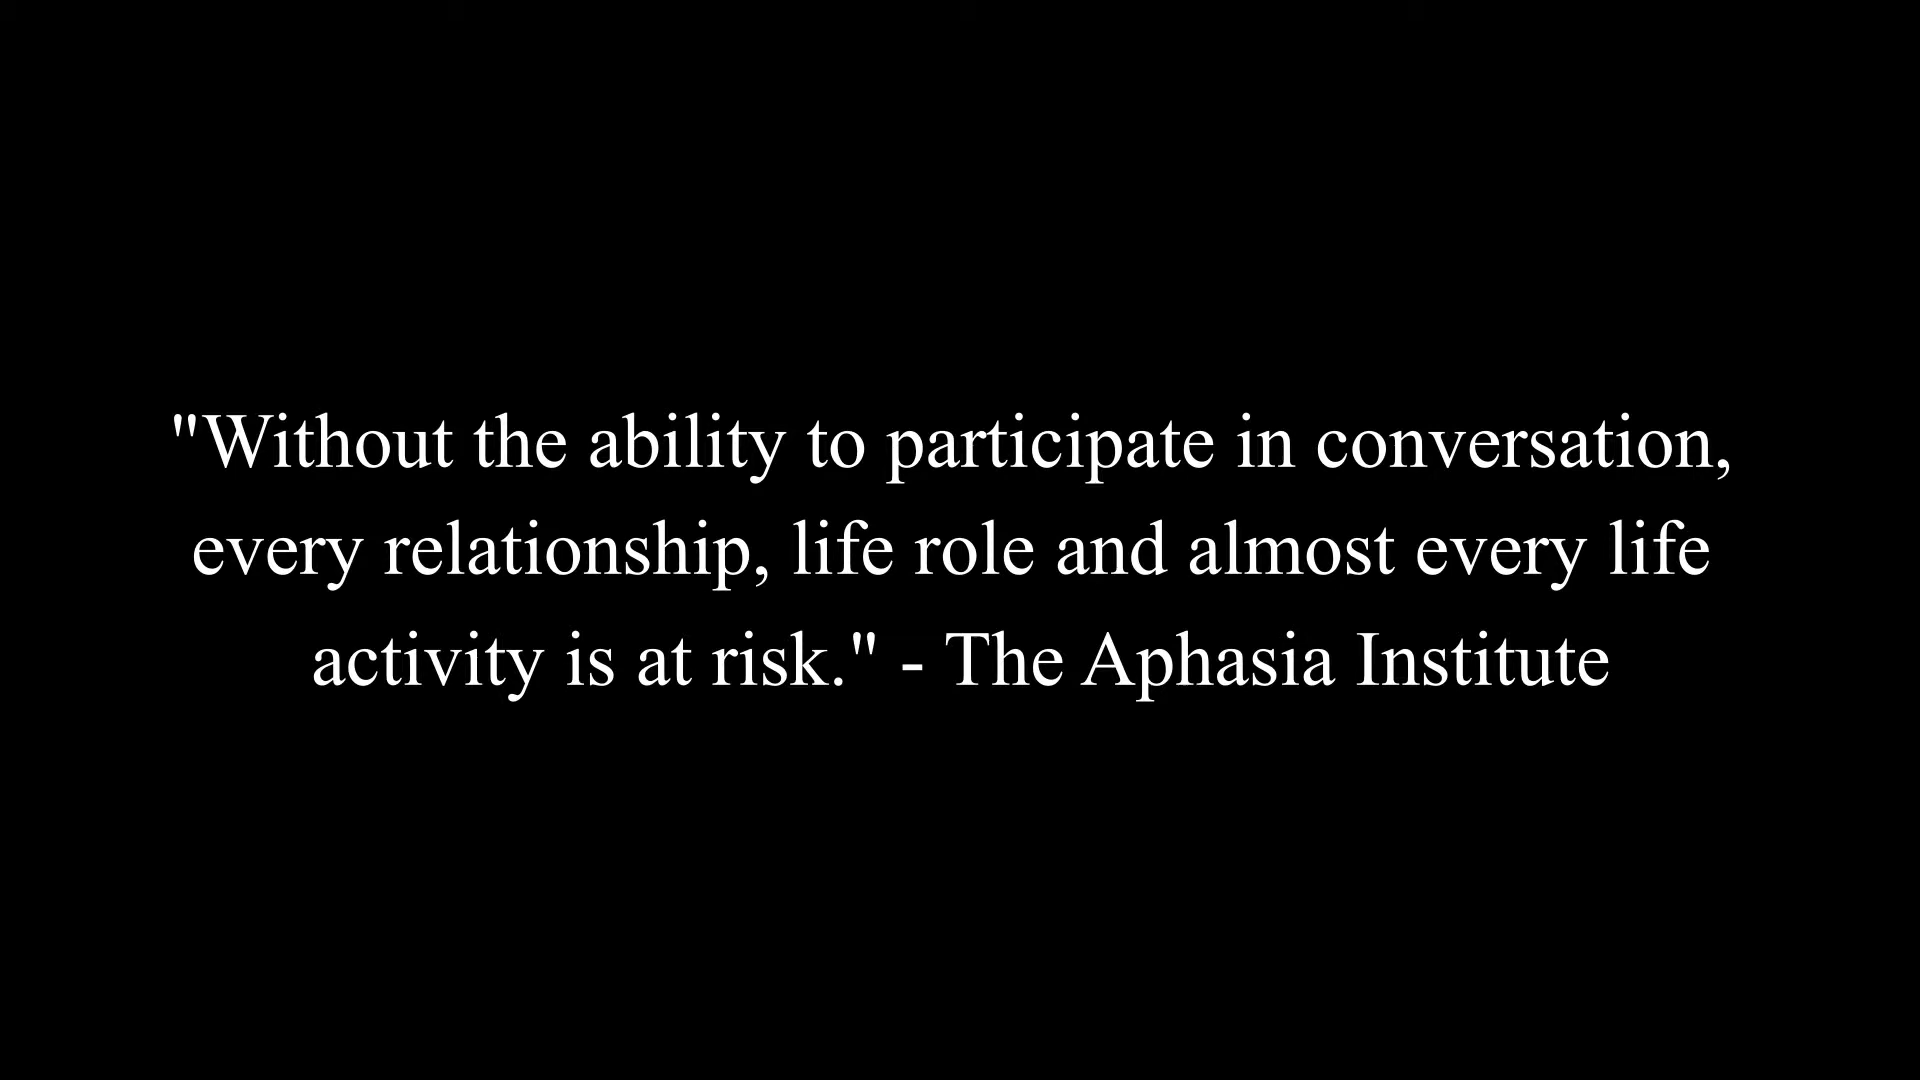 "Without the ability to participate in conversation,
every relationship, life role and almost every life
activity is at risk." - The Aphasia Institute